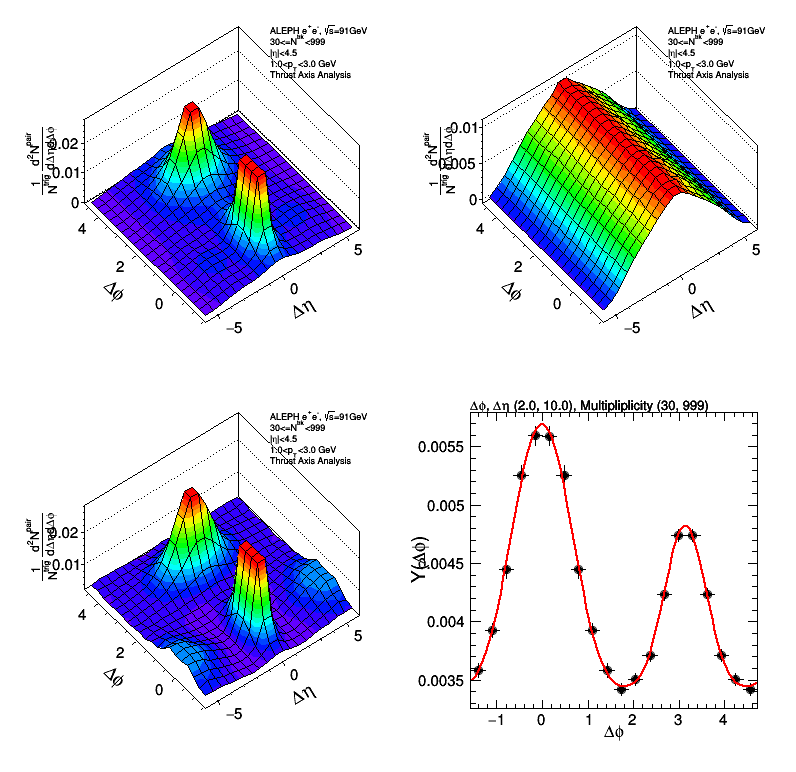 ALEPH e+e-, √s=91GeV
30<=N trk <999
|η|<4.5
1.0<p T <3.0 GeV
Thrust Axis Analysis
1 d2N pair
N trig dΔηdΔφ
0.02
0.01
0
4
2
0
Δφ
−5
0
5
Δη
ALEPH e+e-, √s=91GeV
30<=N trk <999
|η|<4.5
1.0<p T <3.0 GeV
Thrust Axis Analysis
1 d2N pair
N trig dΔηdΔφ
0.01
0.005
0
4
2
0
Δφ
−5
0
5
Δη
ALEPH e+e-, √s=91GeV
30<=N trk <999
|η|<4.5
1.0<p T <3.0 GeV
Thrust Axis Analysis
1 d2N pair
N trig dΔηdΔφ
0.02
0.01
4
2
0
Δφ
−5
0
5
Δη
Δφ, Δη (2.0, 10.0), Multipliplicity (30, 999)
Y(Δφ)
0.0055
0.005
0.0045
0.004
0.0035
−1 0 1 2 3 4
Δφ